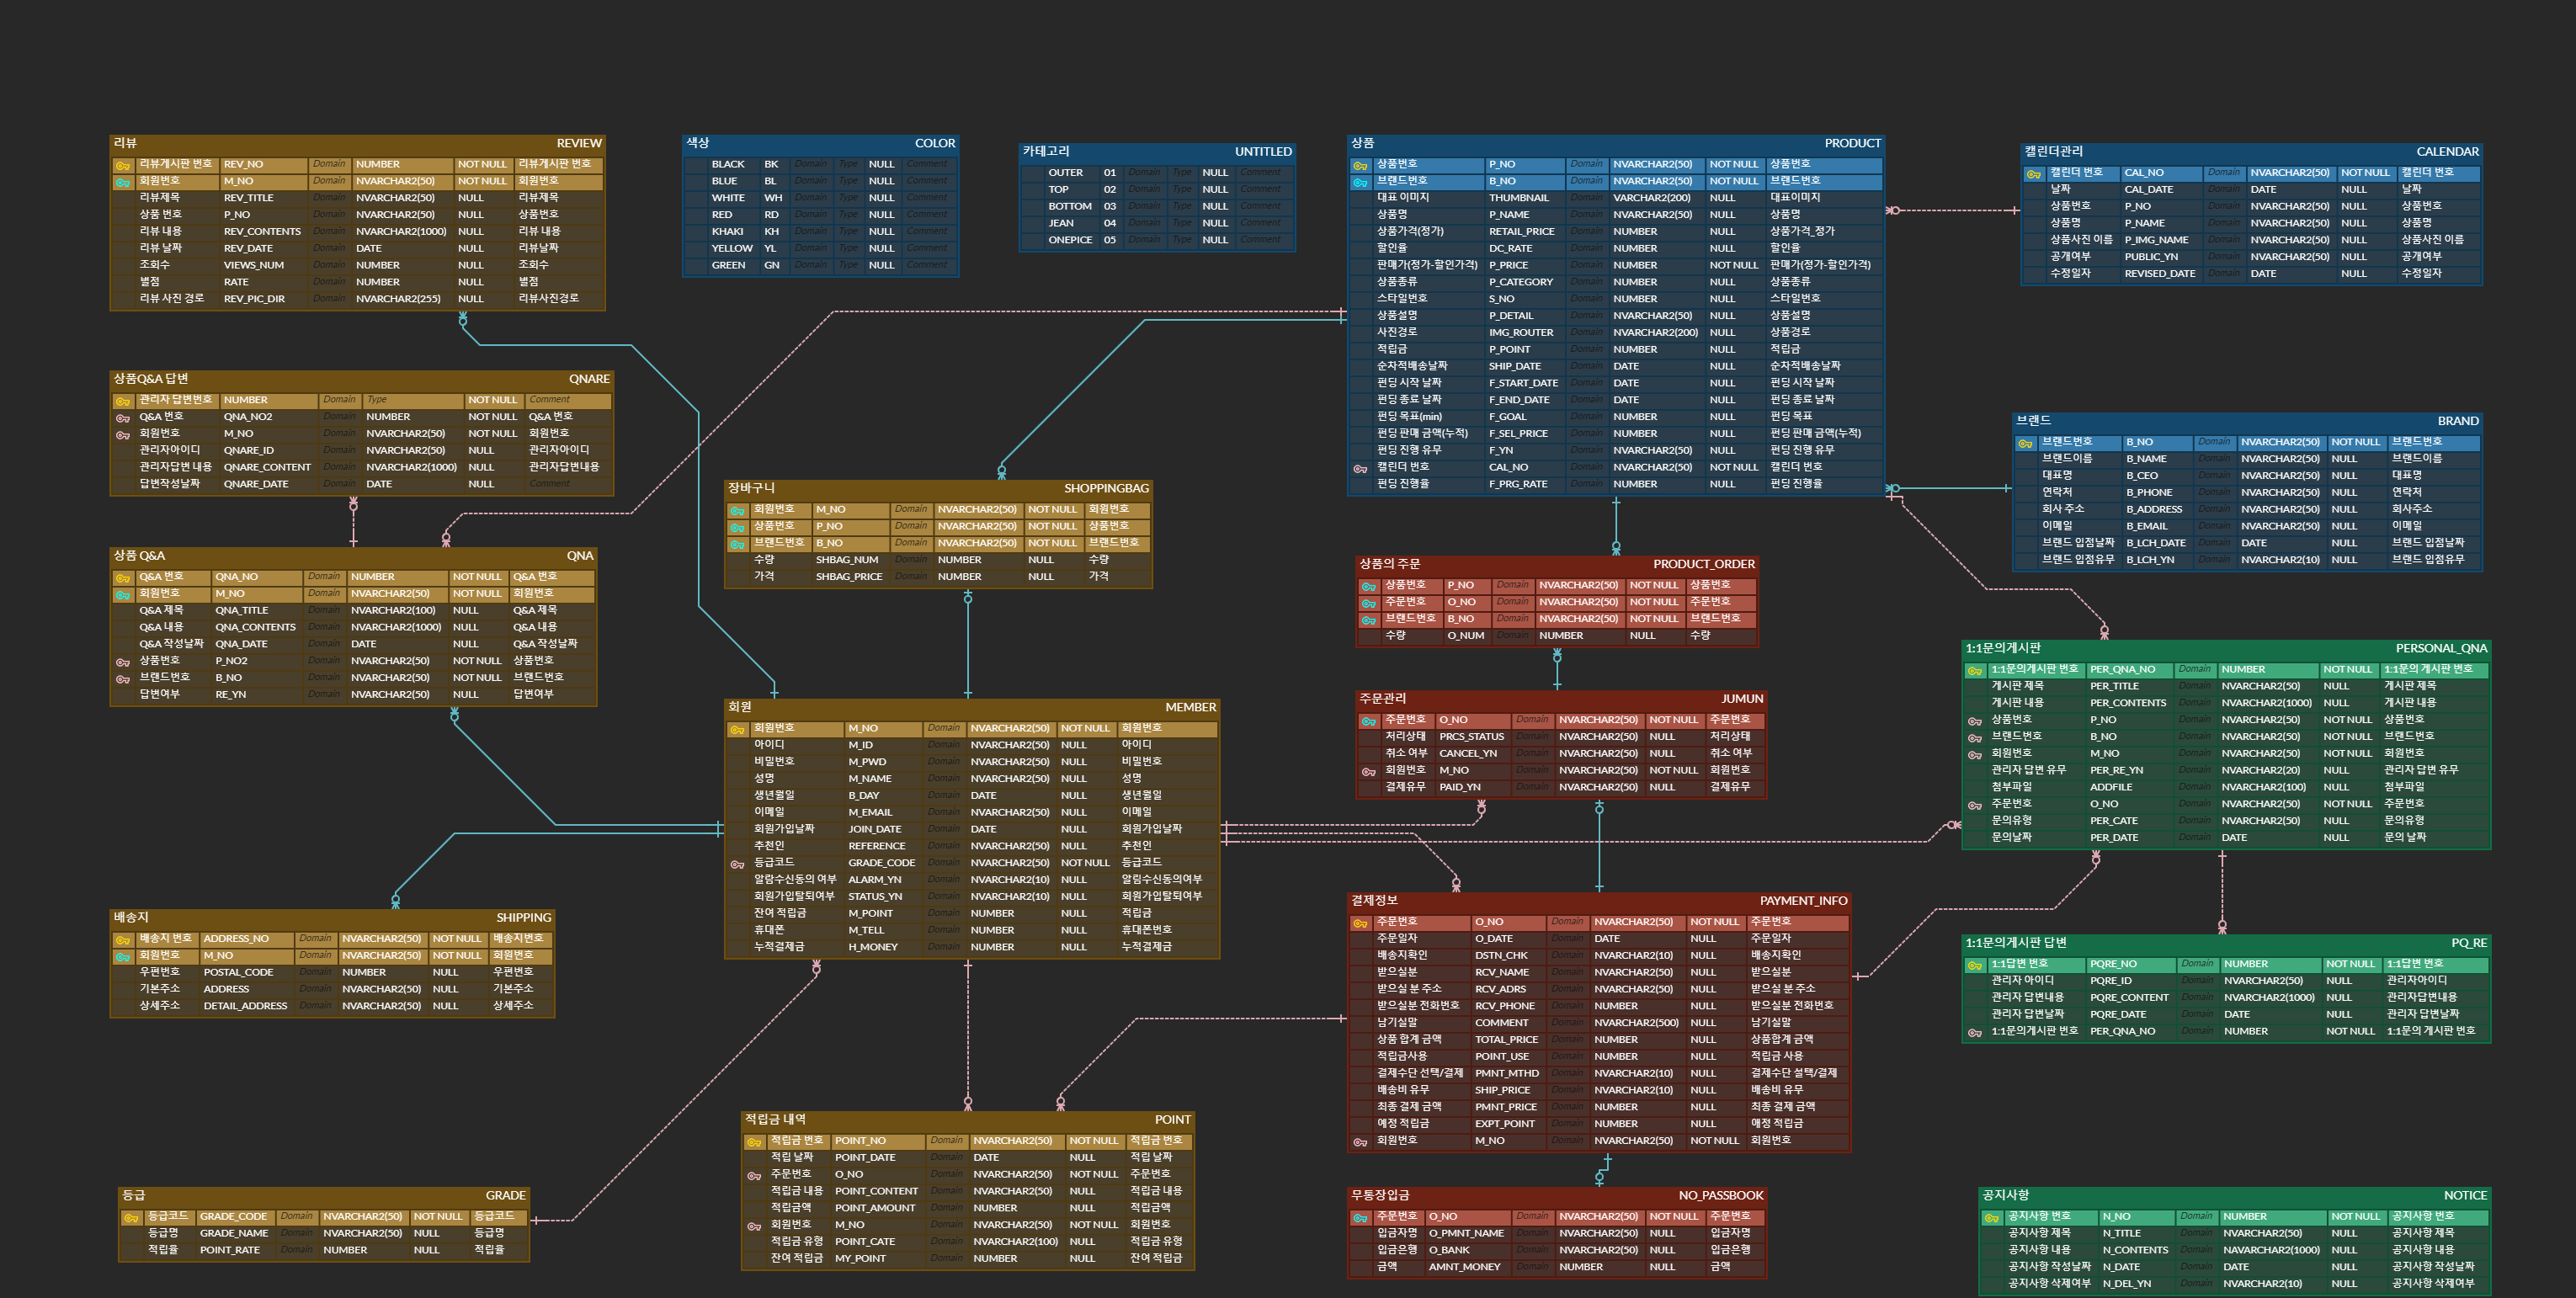 리뷰 REVIEW
리뷰게시판 번호 REV_NO Domain NUMBER NOT NULL 리뷰게시판 번호
회원번호 M_NO Domain NVARCHAR2(50) NOT NULL 회원번호
리뷰제목 REV_TITLE Domain NVARCHAR2(50) NULL 리뷰제목
상품 번호 P_NO Domain NVARCHAR2(50) NULL 상품번호
리뷰 내용 REV_CONTENTS Domain NVARCHAR2(1000) NULL 리뷰 내용
리뷰 날짜 REV_DATE Domain DATE NULL 리뷰날짜
조회수 VIEWS_NUM Domain NUMBER NULL 조회수
별점 RATE Domain NUMBER NULL 별점
리뷰 사진 경로 REV_PIC_DIR Domain NVARCHAR2(255) NULL 리뷰사진경로
색상 COLOR
BLACK BK Domain Type NULL Comment
BLUE BL Domain Type NULL Comment
WHITE WH Domain Type NULL Comment
RED RD Domain Type NULL Comment
KHAKI KH Domain Type NULL Comment
YELLOW YL Domain Type NULL Comment
GREEN GN Domain Type NULL Comment
카테고리 UNTITLED
OUTER 01 Domain Type NULL Comment
TOP 02 Domain Type NULL Comment
BOTTOM 03 Domain Type NULL Comment
JEAN 04 Domain Type NULL Comment
ONEPICE 05 Domain Type NULL Comment
상품 PRODUCT
상품번호 P_NO Domain NVARCHAR2(50) NOT NULL 상품번호
브랜드번호 B_NO Domain NVARCHAR2(50) NOT NULL 브랜드번호
대표 이미지 THUMBNAIL Domain VARCHAR2(200) NULL 대표이미지
상품명 P_NAME Domain NVARCHAR2(50) NULL 상품명
상품가격(정가) RETAIL_PRICE Domain NUMBER NULL 상품가격_정가
할인율 DC_RATE Domain NUMBER NULL 할인율
판매가(정가-할인가격) P_PRICE Domain NUMBER NOT NULL 판매가(정가-할인가격)
상품종류 P_CATEGORY Domain NUMBER NULL 상품종류
스타일번호 S_NO Domain NUMBER NULL 스타일번호
상품설명 P_DETAIL Domain NVARCHAR2(50) NULL 상품설명
사진경로 IMG_ROUTER Domain NVARCHAR2(200) NULL 상품경로
적립금 P_POINT Domain NUMBER NULL 적립금
순차적배송날짜 SHIP_DATE Domain DATE NULL 순차적배송날짜
펀딩 시작 날짜 F_START_DATE Domain DATE NULL 펀딩 시작 날짜
펀딩 종료 날짜 F_END_DATE Domain DATE NULL 펀딩 종료 날짜
펀딩 목표(min) F_GOAL Domain NUMBER NULL 펀딩 목표
펀딩 판매 금액(누적) F_SEL_PRICE Domain NUMBER NULL 펀딩 판매 금액(누적)
펀딩 진행 유무 F_YN Domain NVARCHAR2(50) NULL 펀딩 진행 유무
캘린더 번호 CAL_NO Domain NVARCHAR2(50) NOT NULL 캘린더 번호
펀딩 진행율 F_PRG_RATE Domain NUMBER NULL 펀딩 진행율
캘린더관리 CALENDAR
캘린더 번호 CAL_NO Domain NVARCHAR2(50) NOT NULL 캘린더 번호
날짜 CAL_DATE Domain DATE NULL 날짜
상품번호 P_NO Domain NVARCHAR2(50) NULL 상품번호
상품명 P_NAME Domain NVARCHAR2(50) NULL 상품명
상품사진 이름 P_IMG_NAME Domain NVARCHAR2(50) NULL 상품사진 이름
공개여부 PUBLIC_YN Domain NVARCHAR2(50) NULL 공개여부
수정일자 REVISED_DATE Domain DATE NULL 수정일자
상품Q&A 답변 QNARE
관리자 답변번호 NUMBER Domain Type NOT NULL Comment
Q&A 번호 QNA_NO2 Domain NUMBER NOT NULL Q&A 번호
회원번호 M_NO Domain NVARCHAR2(50) NOT NULL 회원번호
관리자아이디 QNARE_ID Domain NVARCHAR2(50) NULL 관리자아이디
관리자답변 내용 QNARE_CONTENT Domain NVARCHAR2(1000) NULL 관리자답변내용
답변작성날짜 QNARE_DATE Domain DATE NULL Comment
브랜드 BRAND
브랜드번호 B_NO Domain NVARCHAR2(50) NOT NULL 브랜드번호
브랜드이름 B_NAME Domain NVARCHAR2(50) NULL 브랜드이름
대표명 B_CEO Domain NVARCHAR2(50) NULL 대표명
연락처 B_PHONE Domain NVARCHAR2(50) NULL 연락처
회사 주소 B_ADDRESS Domain NVARCHAR2(50) NULL 회사주소
이메일 B_EMAIL Domain NVARCHAR2(50) NULL 이메일
브랜드 입점날짜 B_LCH_DATE Domain DATE NULL 브랜드 입점날짜
브랜드 입점유무 B_LCH_YN Domain NVARCHAR2(10) NULL 브랜드 입점유무
장바구니 SHOPPINGBAG
회원번호 M_NO Domain NVARCHAR2(50) NOT NULL 회원번호
상품번호 P_NO Domain NVARCHAR2(50) NOT NULL 상품번호
브랜드번호 B_NO Domain NVARCHAR2(50) NOT NULL 브랜드번호
수량 SHBAG_NUM Domain NUMBER NULL 수량
가격 SHBAG_PRICE Domain NUMBER NULL 가격
상품 Q&A QNA
Q&A 번호 QNA_NO Domain NUMBER NOT NULL Q&A 번호
회원번호 M_NO Domain NVARCHAR2(50) NOT NULL 회원번호
Q&A 제목 QNA_TITLE Domain NVARCHAR2(100) NULL Q&A 제목
Q&A 내용 QNA_CONTENTS Domain NVARCHAR2(1000) NULL Q&A 내용
Q&A 작성날짜 QNA_DATE Domain DATE NULL Q&A 작성날짜
상품번호 P_NO2 Domain NVARCHAR2(50) NOT NULL 상품번호
브랜드번호 B_NO Domain NVARCHAR2(50) NOT NULL 브랜드번호
답변여부 RE_YN Domain NVARCHAR2(50) NULL 답변여부
상품의 주문 PRODUCT_ORDER
상품번호 P_NO Domain NVARCHAR2(50) NOT NULL 상품번호
주문번호 O_NO Domain NVARCHAR2(50) NOT NULL 주문번호
브랜드번호 B_NO Domain NVARCHAR2(50) NOT NULL 브랜드번호
수량 O_NUM Domain NUMBER NULL 수량
1:1문의게시판 PERSONAL_QNA
1:1문의게시판 번호 PER_QNA_NO Domain NUMBER NOT NULL 1:1문의 게시판 번호
게시판 제목 PER_TITLE Domain NVARCHAR2(50) NULL 게시판 제목
게시판 내용 PER_CONTENTS Domain NVARCHAR2(1000) NULL 게시판 내용
상품번호 P_NO Domain NVARCHAR2(50) NOT NULL 상품번호
브랜드번호 B_NO Domain NVARCHAR2(50) NOT NULL 브랜드번호
회원번호 M_NO Domain NVARCHAR2(50) NOT NULL 회원번호
관리자 답변 유무 PER_RE_YN Domain NVARCHAR2(20) NULL 관리자 답변 유무
첨부파일 ADDFILE Domain NVARCHAR2(100) NULL 첨부파일
주문번호 O_NO Domain NVARCHAR2(50) NOT NULL 주문번호
문의유형 PER_CATE Domain NVARCHAR2(50) NULL 문의유형
문의날짜 PER_DATE Domain DATE NULL 문의 날짜
회원 MEMBER
회원번호 M_NO Domain NVARCHAR2(50) NOT NULL 회원번호
아이디 M_ID Domain NVARCHAR2(50) NULL 아이디
비밀번호 M_PWD Domain NVARCHAR2(50) NULL 비밀번호
성명 M_NAME Domain NVARCHAR2(50) NULL 성명
생년월일 B_DAY Domain DATE NULL 생년월일
이메일 M_EMAIL Domain NVARCHAR2(50) NULL 이메일
회원가입날짜 JOIN_DATE Domain DATE NULL 회원가입날짜
추천인 REFERENCE Domain NVARCHAR2(50) NULL 추천인
등급코드 GRADE_CODE Domain NVARCHAR2(50) NOT NULL 등급코드
알람수신동의 여부 ALARM_YN Domain NVARCHAR2(10) NULL 알림수신동의여부
회원가입탈퇴여부 STATUS_YN Domain NVARCHAR2(10) NULL 회원가입탈퇴여부
잔여 적립금 M_POINT Domain NUMBER NULL 적립금
휴대폰 M_TELL Domain NUMBER NULL 휴대폰번호
누적결제금 H_MONEY Domain NUMBER NULL 누적결제금
주문관리 JUMUN
주문번호 O_NO Domain NVARCHAR2(50) NOT NULL 주문번호
처리상태 PRCS_STATUS Domain NVARCHAR2(50) NULL 처리상태
취소 여부 CANCEL_YN Domain NVARCHAR2(50) NULL 취소 여부
회원번호 M_NO Domain NVARCHAR2(50) NOT NULL 회원번호
결제유무 PAID_YN Domain NVARCHAR2(50) NULL 결제유무
배송지 SHIPPING
배송지 번호 ADDRESS_NO Domain NVARCHAR2(50) NOT NULL 배송지번호
회원번호 M_NO Domain NVARCHAR2(50) NOT NULL 회원번호
우편번호 POSTAL_CODE Domain NUMBER NULL 우편번호
기본주소 ADDRESS Domain NVARCHAR2(50) NULL 기본주소
상세주소 DETAIL_ADDRESS Domain NVARCHAR2(50) NULL 상세주소
결제정보 PAYMENT_INFO
주문번호 O_NO Domain NVARCHAR2(50) NOT NULL 주문번호
주문일자 O_DATE Domain DATE NULL 주문일자
배송지확인 DSTN_CHK Domain NVARCHAR2(10) NULL 배송지확인
받으실분 RCV_NAME Domain NVARCHAR2(50) NULL 받으실분
받으실 분 주소 RCV_ADRS Domain NVARCHAR2(50) NULL 받으실 분 주소
받으실분 전화번호 RCV_PHONE Domain NUMBER NULL 받으실분 전화번호
남기실말 COMMENT Domain NVARCHAR2(500) NULL 남기실말
상품 합계 금액 TOTAL_PRICE Domain NUMBER NULL 상품합계 금액
적립금사용 POINT_USE Domain NUMBER NULL 적립금 사용
결제수단 선택/결제 PMNT_MTHD Domain NVARCHAR2(10) NULL 결제수단 설택/결제
배송비 유무 SHIP_PRICE Domain NVARCHAR2(10) NULL 배송비 유무
최종 결제 금액 PMNT_PRICE Domain NUMBER NULL 최종 결제 금액
예정 적립금 EXPT_POINT Domain NUMBER NULL 예정 적립금
회원번호 M_NO Domain NVARCHAR2(50) NOT NULL 회원번호
1:1문의게시판 답변 PQ_RE
1:1답변 번호 PQRE_NO Domain NUMBER NOT NULL 1:1답변 번호
관리자 아이디 PQRE_ID Domain NVARCHAR2(50) NULL 관리자아이디
관리자 답변내용 PQRE_CONTENT Domain NVARCHAR2(1000) NULL 관리자답변내용
관리자 답변날짜 PQRE_DATE Domain DATE NULL 관리자 답변날짜
1:1문의게시판 번호 PER_QNA_NO Domain NUMBER NOT NULL 1:1문의 게시판 번호
적립금 내역 POINT
적립금 번호 POINT_NO Domain NVARCHAR2(50) NOT NULL 적립금 번호
적립 날짜 POINT_DATE Domain DATE NULL 적립 날짜
주문번호 O_NO Domain NVARCHAR2(50) NOT NULL 주문번호
적립금 내용 POINT_CONTENT Domain NVARCHAR2(50) NULL 적립금 내용
적립금액 POINT_AMOUNT Domain NUMBER NULL 적립금액
회원번호 M_NO Domain NVARCHAR2(50) NOT NULL 회원번호
적립금 유형 POINT_CATE Domain NVARCHAR2(100) NULL 적립금 유형
잔여 적립금 MY_POINT Domain NUMBER NULL 잔여 적립금
등급 GRADE
등급코드 GRADE_CODE Domain NVARCHAR2(50) NOT NULL 등급코드
등급명 GRADE_NAME Domain NVARCHAR2(50) NULL 등급명
적립율 POINT_RATE Domain NUMBER NULL 적립율
무통장입금 NO_PASSBOOK
주문번호 O_NO Domain NVARCHAR2(50) NOT NULL 주문번호
입금자명 O_PMNT_NAME Domain NVARCHAR2(50) NULL 입금자명
입금은행 O_BANK Domain NVARCHAR2(50) NULL 입금은행
금액 AMNT_MONEY Domain NUMBER NULL 금액
공지사항 NOTICE
공지사항 번호 N_NO Domain NUMBER NOT NULL 공지사항 번호
공지사항 제목 N_TITLE Domain NVARCHAR2(50) NULL 공지사항 제목
공지사항 내용 N_CONTENTS Domain NAVARCHAR2(1000) NULL 공지사항 내용
공지사항 작성날짜 N_DATE Domain DATE NULL 공지사항 작성날짜
공지사항 삭제여부 N_DEL_YN Domain NVARCHAR2(10) NULL 공지사항 삭제여부